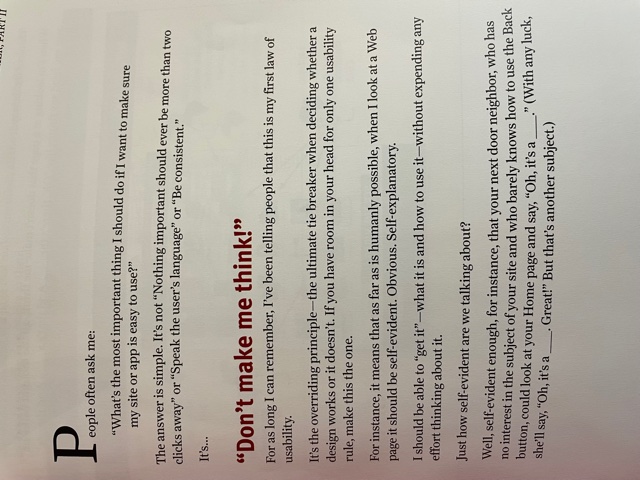 PART II
People often ask me:
“What’s the most important thing I should do if I want to make sure
my site or app is easy to use?”
The answer is simple. It’s not “Nothing important should ever be more than two
clicks away” or “Speak the user’s language” or “Be consistent.”
It’s...
“Don’t make me think!”
For as long I can remember, I’ve been telling people that this is my first law of
usability.
It’s the overriding principle—the ultimate tie breaker when deciding whether a
design works or it doesn’t. If you have room in your head for only one usability
rule, make this the one.
For instance, it means that as far as is humanly possible, when I look at a Web
page it should be self-evident. Obvious. Self-explanatory.
I should be able to “get it”—what it is and how to use it—without expending any
effort thinking about it.
Just how self-evident are we talking about?
Well, self-evident enough, for instance, that your next door neighbor, who has
no interest in the subject of your site and who barely knows how to use the Back
button, could look at your Home page and say, “Oh, it’s a ___.” (With any luck,
she’ll say, “Oh, it’s a ___. Great!” But that’s another subject.)